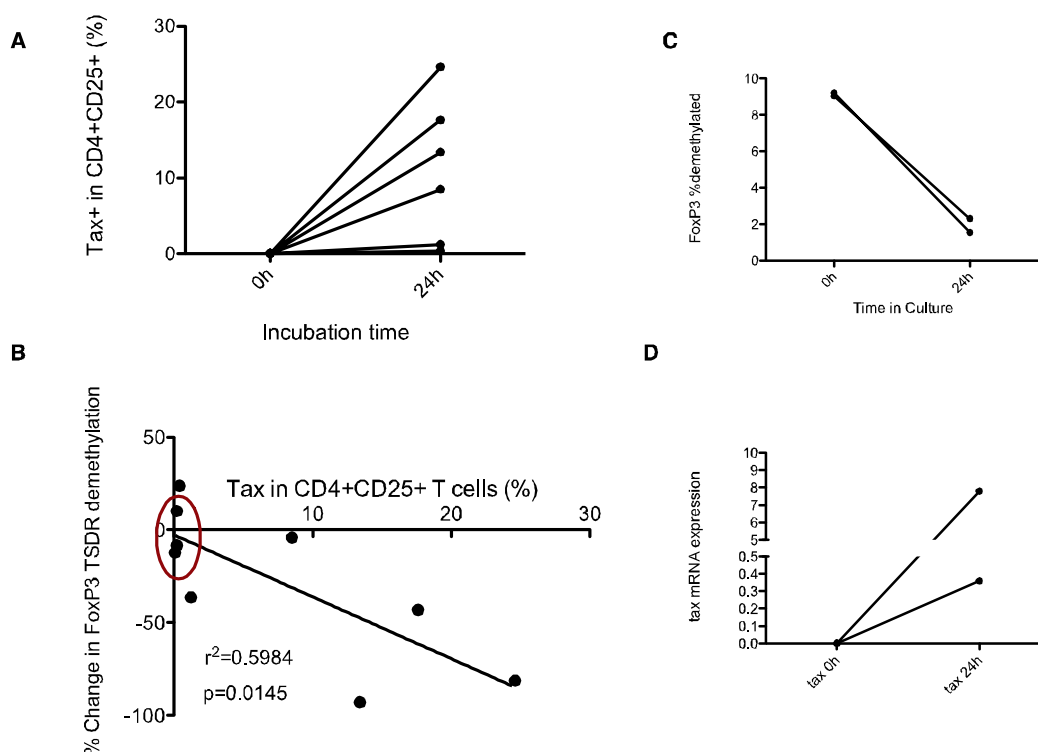 A
Tax+ in CD4+CD25+ (%)
30
20
10
0
0h
24h
Incubation time
B
% Change in FoxP3 TSDR demethylation
50
0
-50
-100
Tax in CD4+CD25+ T cells (%)
10
20
30
r²=0.5984
p=0.0145
C
FoxP3 %demethylated
10
8
6
4
2
0
0h
24h
Time in Culture
D
tax mRNA expression
10
9
8
7
6
5
0.5
0.4
0.3
0.2
0.1
0.0
tax 0h
tax 24h